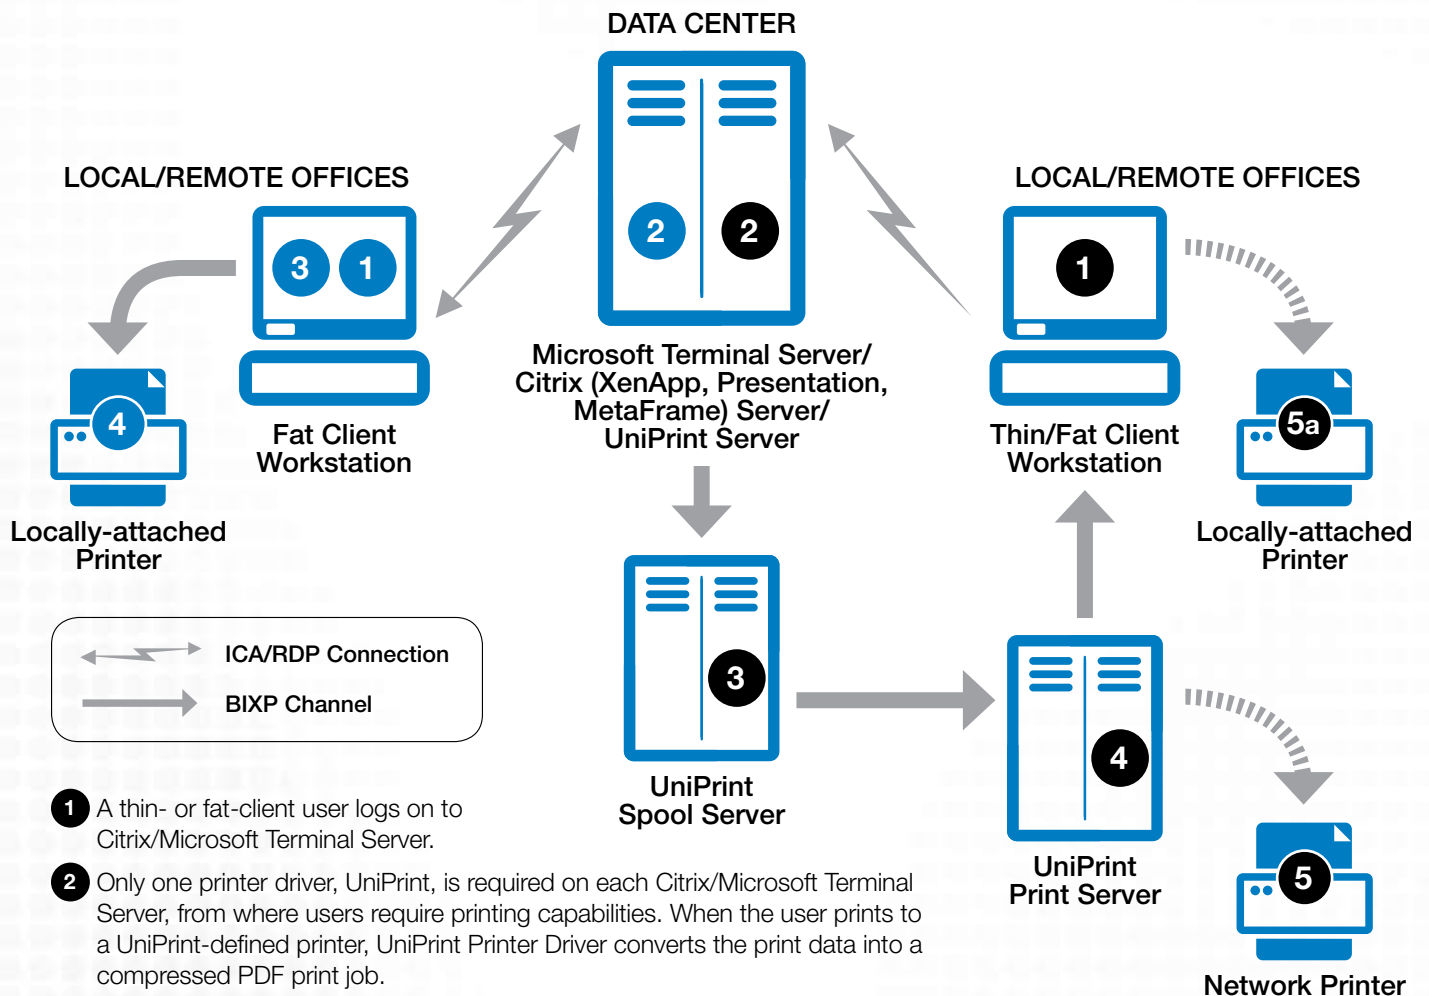 DATA CENTER
LOCAL/REMOTE OFFICES
LOCAL/REMOTE OFFICES
3 1
2 2
1
4
5a
Fat Client
Workstation
Microsoft Terminal Server/
Citrix (XenApp, Presentation,
MetaFrame) Server/
UniPrint Server
Thin/Fat Client
Workstation
Locally-attached
Printer
Locally-attached
Printer
ICA/RDP Connection
BIXP Channel
3
UniPrint
Spool Server
4
UniPrint
Print Server
5
Network Printer
1 A thin- or fat-client user logs on to
Citrix/Microsoft Terminal Server.
2 Only one printer driver, UniPrint, is required on each Citrix/Microsoft Terminal
Server, from where users require printing capabilities. When the user prints to
a UniPrint-defined printer, UniPrint Printer Driver converts the print data into a
compressed PDF print job.